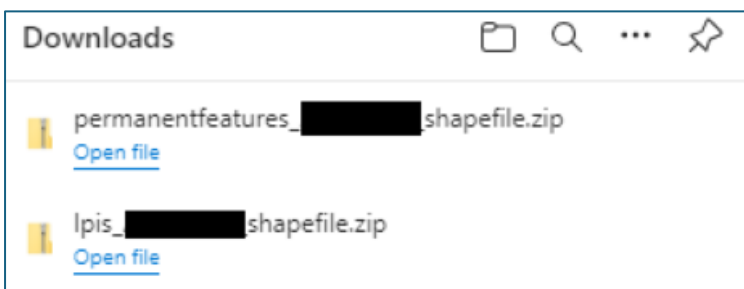 Downloads
permanentfeatures_ shapefile.zip
Open file
lpis_ shapefile.zip
Open file